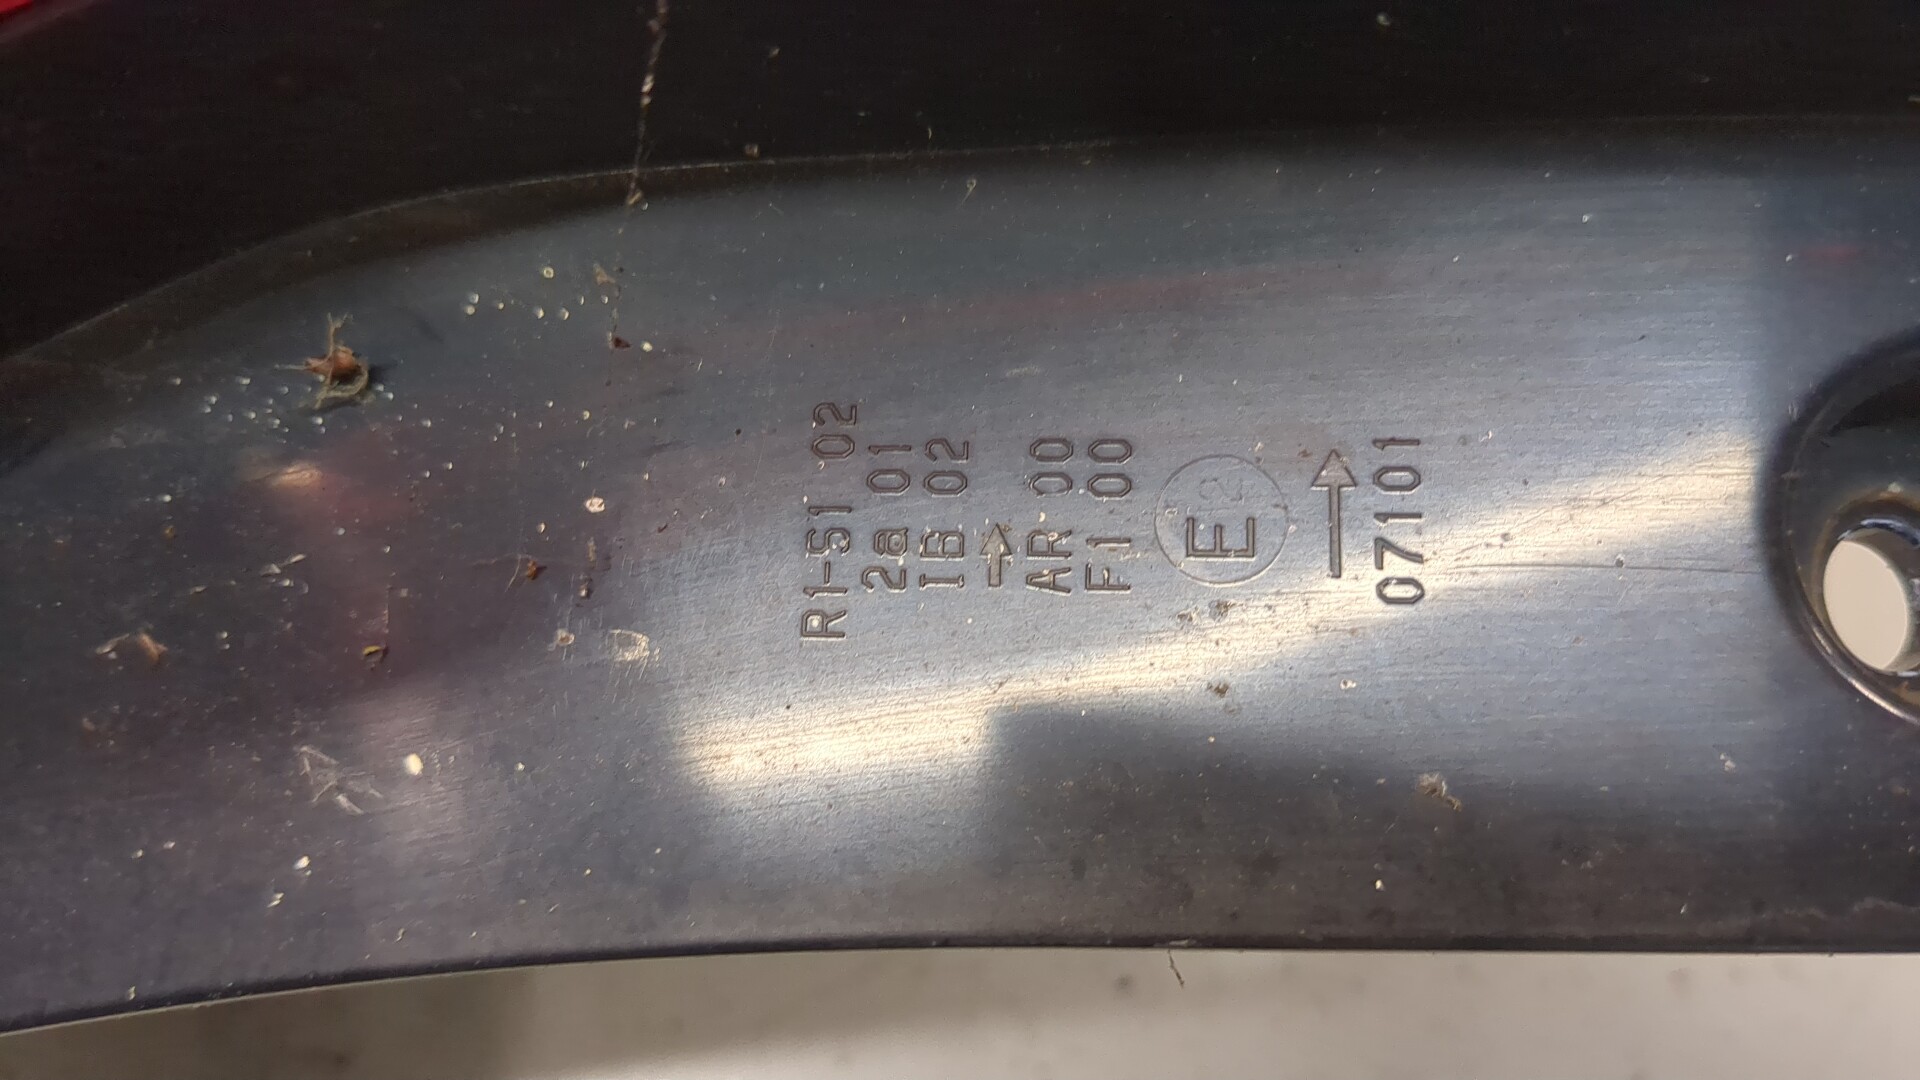 R1-S1 02
2a 01
IB 02
→
AR 00
F1 00
E2
→
07101